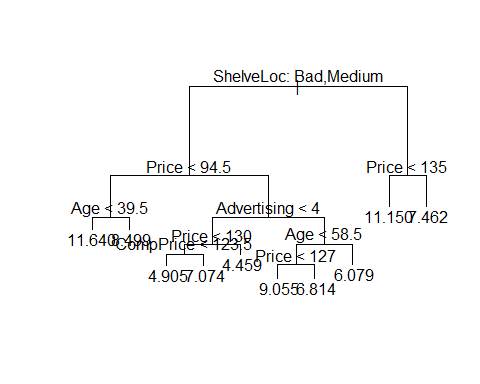 ShelveLoc: Bad,Medium
Price < 94.5
Price < 135
Age < 39.5
Advertising < 4
11.150
7.462
11.640
8.499
Price < 130
Age < 58.5
CompPrice < 123.5
4.459
Price < 127
6.079
4.905
7.074
9.055
6.814